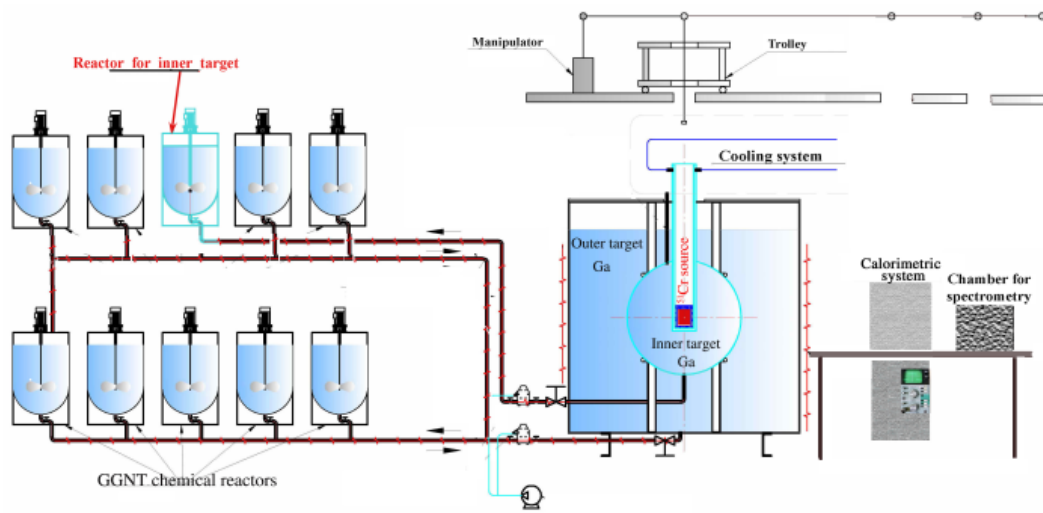 Manipulator
Trolley
Reactor for inner target
Cooling system
Outer target
Ga
51Cr source
Inner target
Ga
Calorimetric
system
Chamber for
spectrometry
GGNT chemical reactors